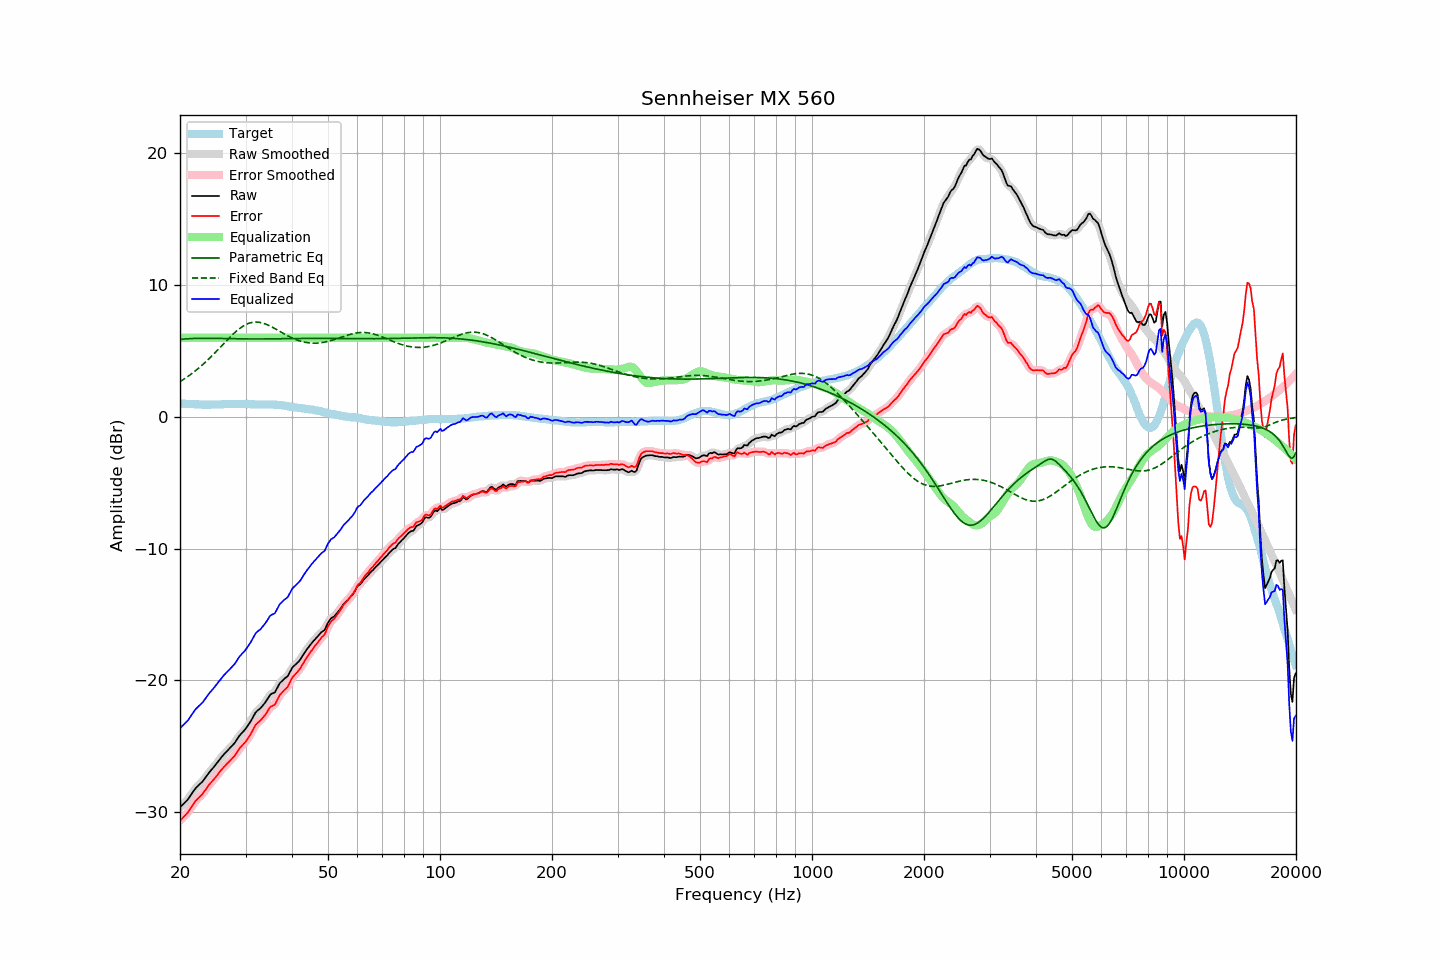 Sennheiser MX 560
Target
Raw Smoothed
Error Smoothed
Raw
Error
Equalization
Parametric Eq
Fixed Band Eq
Equalized
Amplitude (dBr)
20
10
0
−10
−20
−30
20 50 100 200 500 1000 2000 5000 10000 20000
Frequency (Hz)